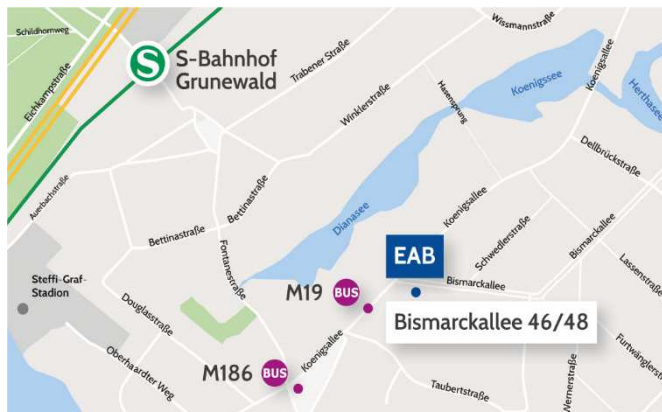 Schildhornweg
Eichkampstraße
S
S-Bahnhof
Grunewald
Trabener Straße
Wissmannstraße
Koenigsallee
Koenigssee
Herthasee
Hasensprung
Winklerstraße
Dellbrückstraße
Auerbachstraße
Bettinastraße
Dianasee
Koenigsallee
Bettinastraße
Fontanestraße
EAB
Schwedlerstraße
Bismarckallee
Lassenstraße
Steffi-Graf-
Stadion
M19
BUS
Bismarckallee
Douglasstraße
Bismarckallee 46/48
Oberhaardter Weg
Koenigsallee
Furtwänglerstraße
M186
BUS
Taubertstraße
Wernerstraße